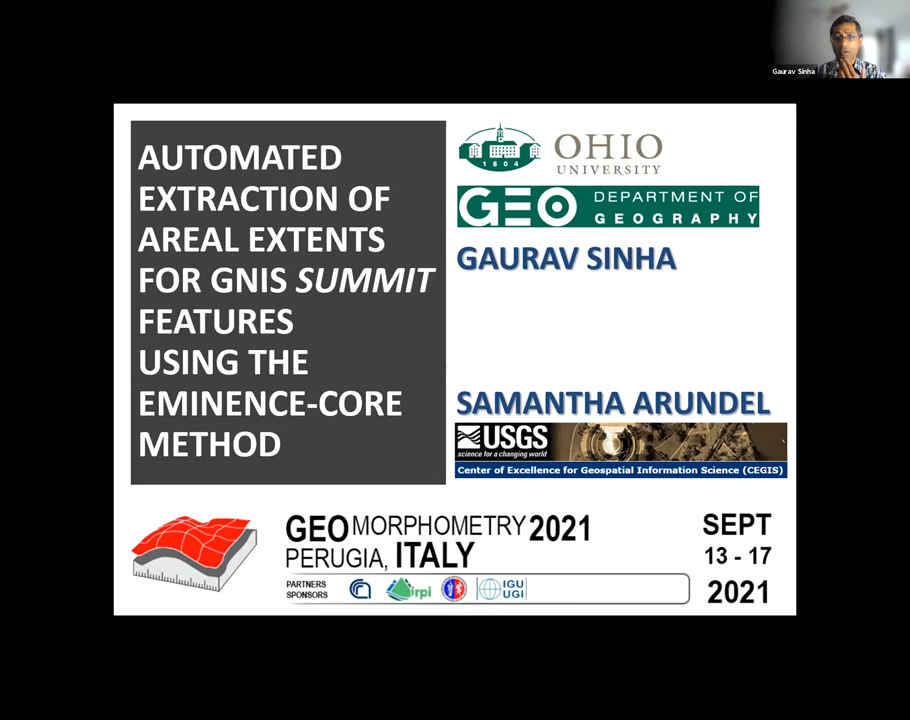 Gaurav Sinha
AUTOMATED
EXTRACTION OF
AREAL EXTENTS
FOR GNIS SUMMIT
FEATURES
USING THE
EMINENCE-CORE
METHOD
1804
OHIO
UNIVERSITY
GEO
DEPARTMENT OF
GEOGRAPHY
GAURAV SINHA
SAMANTHA ARUNDEL
USGS
science for a changing world
Center of Excellence for Geospatial Information Science (CEGIS)
GEOMORPHOMETRY 2021
PERUGIA, ITALY
PARTNERS
SPONSORS
irpi
IGU
UGI
SEPT
13 - 17
2021